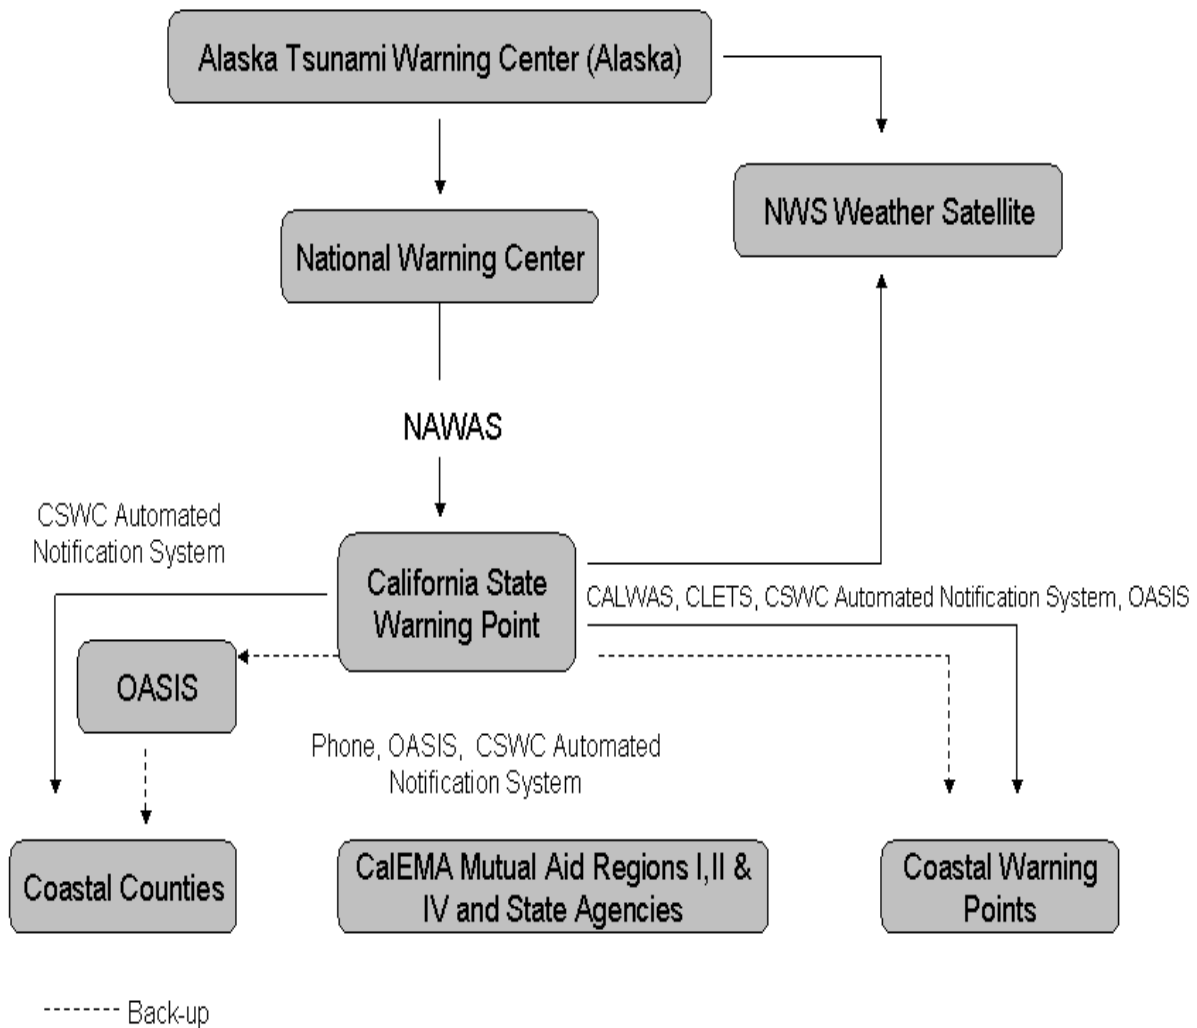 Alaska Tsunami Warning Center (Alaska)
NWS Weather Satellite
National Warning Center
NAWAS
CSWC Automated
Notification System
California State
Warning Point
CALWAS, CLETS, CSWC Automated Notification System, OASIS
OASIS
Phone, OASIS, CSWC Automated
Notification System
Coastal Counties
CalEMA Mutual Aid Regions I,II &
IV and State Agencies
Coastal Warning
Points
Back-up